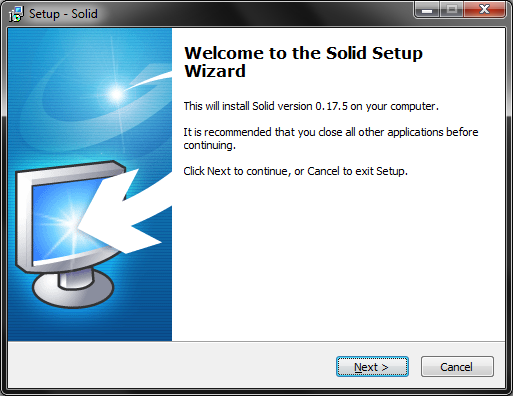 Setup - Solid
Welcome to the Solid Setup
Wizard
This will install Solid version 0.17.5 on your computer.
It is recommended that you close all other applications before
continuing.
Click Next to continue, or Cancel to exit Setup.
Next >
Cancel